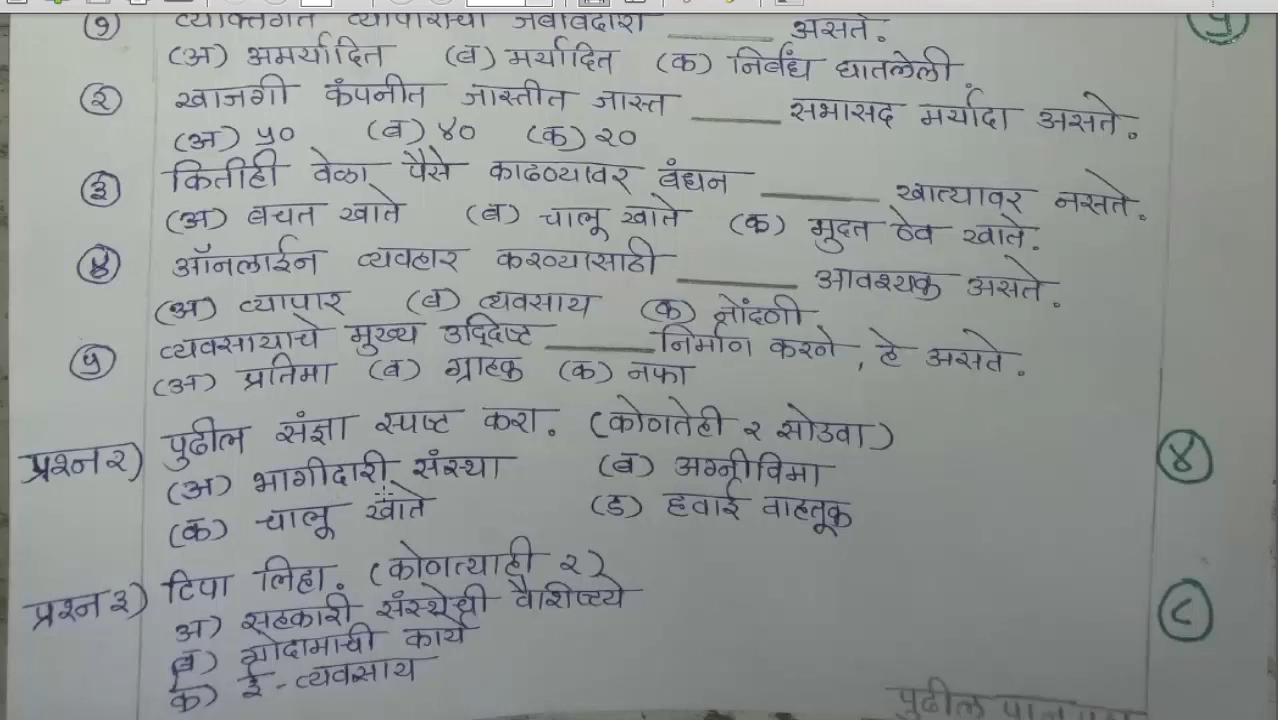 १) व्यक्तिगत व्यापाराची जबाबदारी ______ असते. ५
(अ) अमर्यादित (ब) मर्यादित (क) निर्बंध घातलेली.
२) खाजगी कंपनीत जास्तीत जास्त ______ सभासद मर्यादा असते.
(अ) ५० (ब) ४० (क) २०
३) कितीही वेळा पैसे काढण्यावर बंधन ______ खात्यावर नसते.
(अ) बचत खाते (ब) चालू खाते (क) मुदत ठेव खाते.
४) ऑनलाईन व्यवहार करण्यासाठी ______ आवश्यक असते.
(अ) व्यापार (ब) व्यवसाय (क) नोंदणी
५) व्यवसायाचे मुख्य उद्दिष्ट ______ निर्माण करणे, हे असते.
(अ) प्रतिमा (ब) ग्राहक (क) नफा
प्रश्न २) पुढील संज्ञा स्पष्ट करा. (कोणतेही २ सोडवा) ४
(अ) भागीदारी संस्था (ब) अग्नीविमा
(क) चालू खाते (ड) हवाई वाहतूक
प्रश्न ३) टिपा लिहा. (कोणत्याही २) ८
अ) सहकारी संस्थेची वैशिष्ट्ये
ब) गोदामाची कार्ये
क) ई-व्यवसाय
पुढील